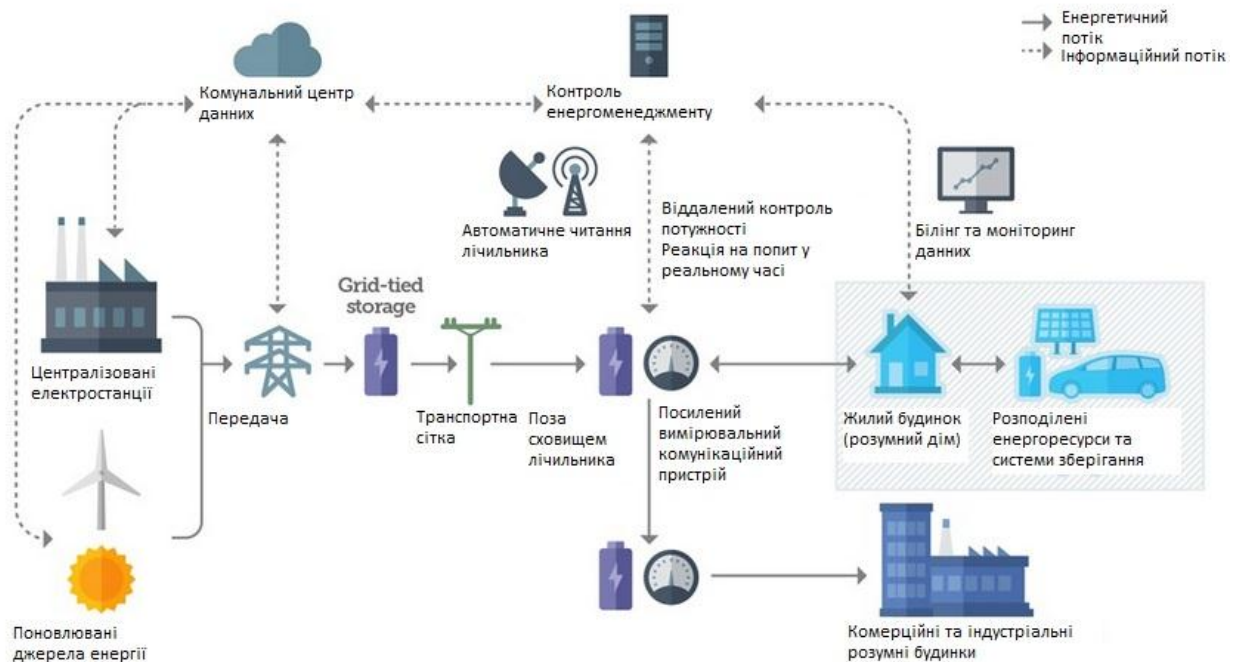 Енергетичний
потік
Інформаційний потік
Комунальний центр
данних
Контроль
енергоменеджменту
Автоматичне читання
лічильника
Віддалений контроль
потужності
Реакція на попит у
реальному часі
Білінг та моніторинг
данних
Grid-tied
storage
Централізовані
електростанції
Передача
Транспортна
сітка
Поза
сховищем
лічильника
Посилений
вимірювальний
комунікаційний
пристрій
Жилий будинок
(розумний дім)
Розподілені
енергоресурси та
системи зберігання
Поновлювані
джерела енергії
Комерційні та індустріальні
розумні будинки